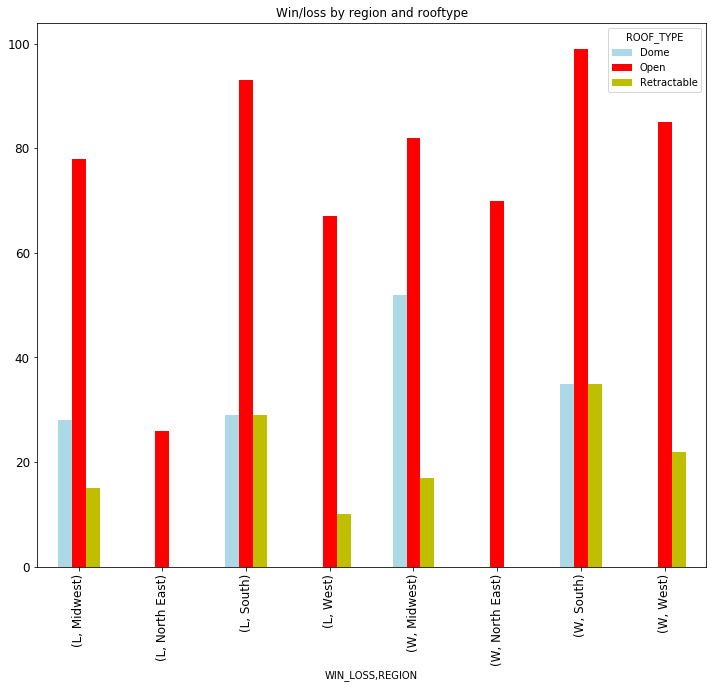 Win/loss by region and rooftype
ROOF_TYPE
Dome
Open
Retractable
100
80
60
40
20
0
(L, Midwest)
(L, North East)
(L, South)
(L, West)
(W, Midwest)
(W, North East)
(W, South)
(W, West)
WIN_LOSS,REGION